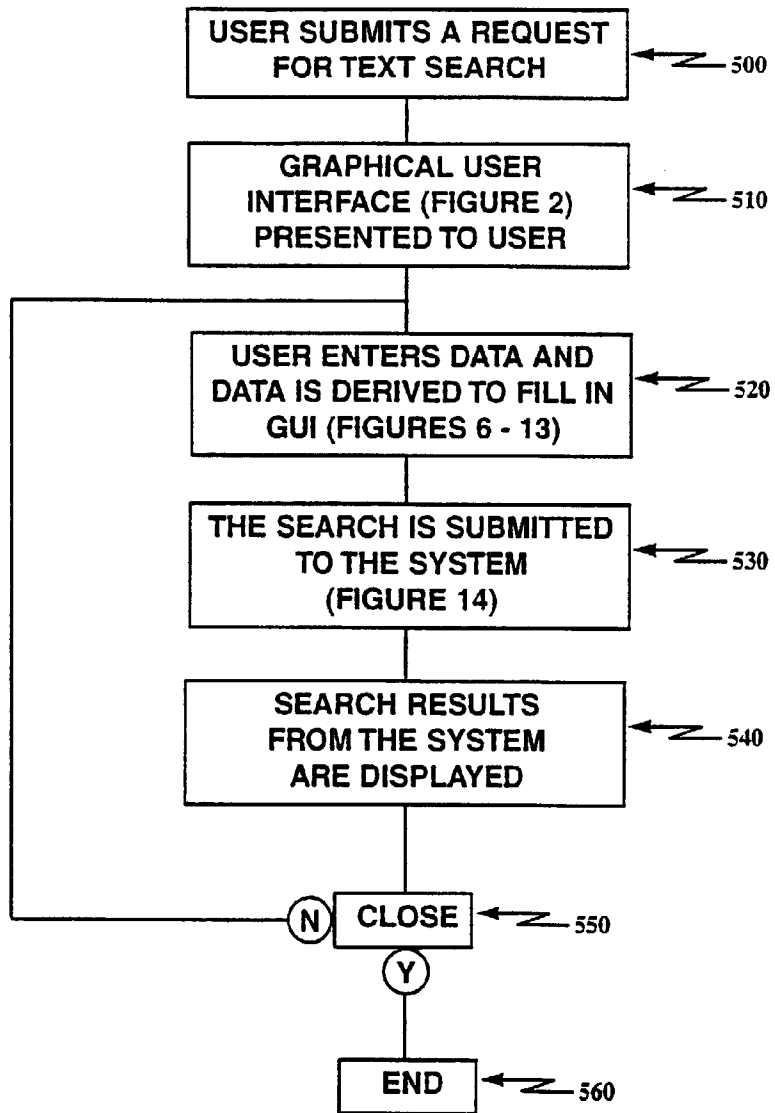 USER SUBMITS A REQUEST
FOR TEXT SEARCH
500
GRAPHICAL USER
INTERFACE (FIGURE 2)
PRESENTED TO USER
510
USER ENTERS DATA AND
DATA IS DERIVED TO FILL IN
GUI (FIGURES 6 - 13)
520
THE SEARCH IS SUBMITTED
TO THE SYSTEM
(FIGURE 14)
530
SEARCH RESULTS
FROM THE SYSTEM
ARE DISPLAYED
540
N
CLOSE
550
Y
END
560